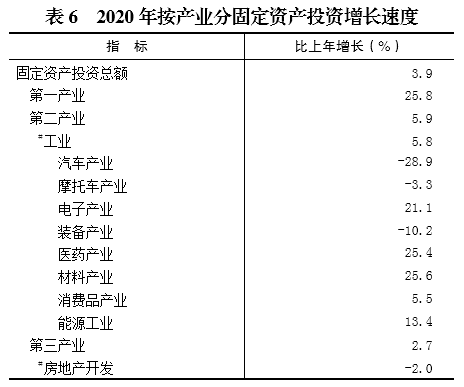 表 6 2020 年按产业分固定资产投资增长速度
指 标 比上年增长（%）
固定资产投资总额 3.9
第一产业 25.8
第二产业 5.9
*工业 5.8
汽车产业 -28.9
摩托车产业 -3.3
电子产业 21.1
装备产业 -10.2
医药产业 25.4
材料产业 25.6
消费品产业 5.5
能源工业 13.4
第三产业 2.7
*房地产开发 -2.0